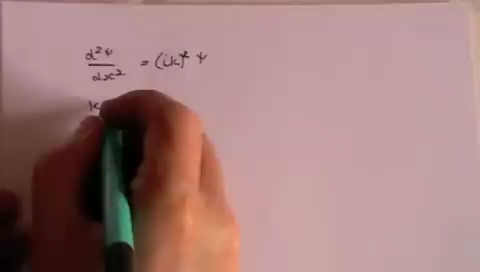 d²ψ/dx² = (ik)² ψ
k